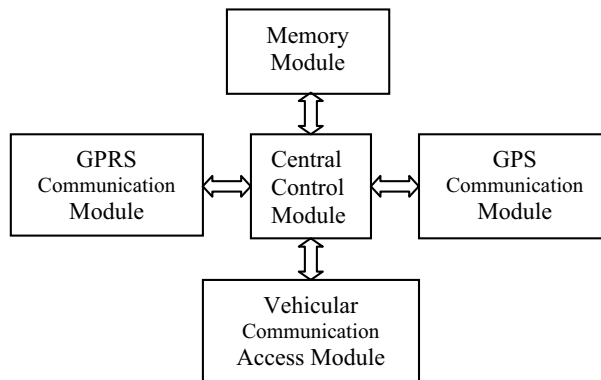 Memory
Module
GPRS
Communication
Module
Central
Control
Module
GPS
Communication
Module
Vehicular
Communication
Access Module